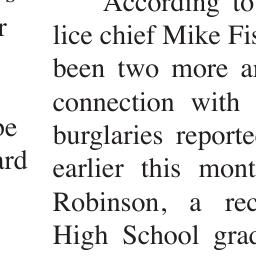 r
be
ard
According to
lice chief Mike Fis
been two more ar
connection with
burglaries reporte
earlier this mont
Robinson, a rec
High School grad